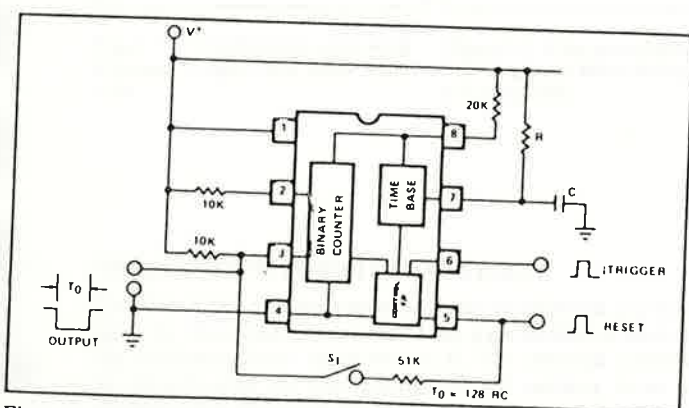 V+
20K
R
1
8
2
10K
BINARY COUNTER
TIME BASE
7
C
10K
3
6
TRIGGER
T0
4
5
RESET
OUTPUT
S1
51K
T0 = 128 RC